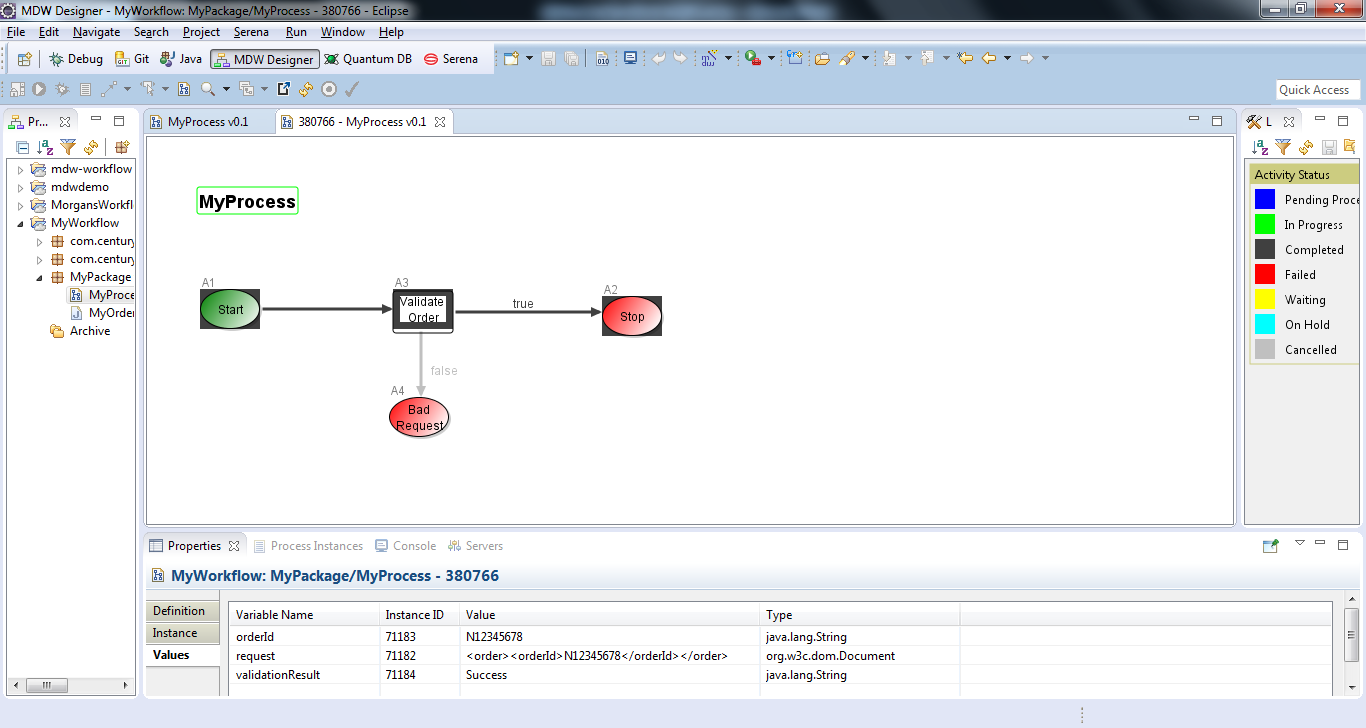 MDW Designer - MyWorkflow: MyPackage/MyProcess - 380766 - Eclipse
File Edit Navigate Search Project Serena Run Window Help
Debug Git Java MDW Designer Quantum DB Serena
Quick Access
Pr...
MyProcess v0.1
380766 - MyProcess v0.1
L
mdw-workflow
mdwdemo
MorgansWorkfl
MyWorkflow
com.century
com.century
MyPackage
MyProce
MyOrder
Archive
MyProcess
A1
Start
A3
Validate
Order
true
A2
Stop
false
A4
Bad
Request
Activity Status
Pending Proce
In Progress
Completed
Failed
Waiting
On Hold
Cancelled
Properties Process Instances Console Servers
MyWorkflow: MyPackage/MyProcess - 380766
Definition
Instance
Values
Variable Name Instance ID Value Type
orderId 71183 N12345678 java.lang.String
request 71182 <order><orderId>N12345678</orderId></order> org.w3c.dom.Document
validationResult 71184 Success java.lang.String